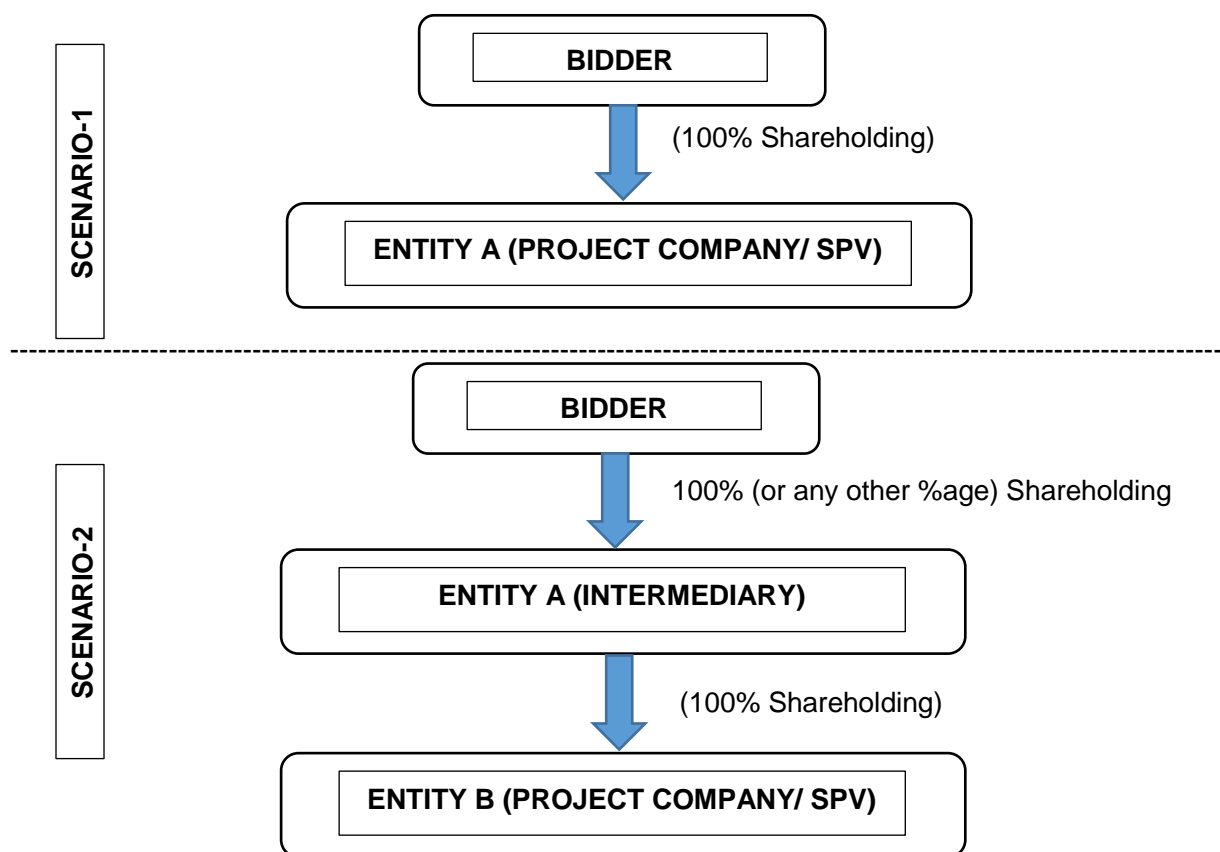 SCENARIO-1
BIDDER
(100% Shareholding)
ENTITY A (PROJECT COMPANY/ SPV)
SCENARIO-2
BIDDER
100% (or any other %age) Shareholding
ENTITY A (INTERMEDIARY)
(100% Shareholding)
ENTITY B (PROJECT COMPANY/ SPV)